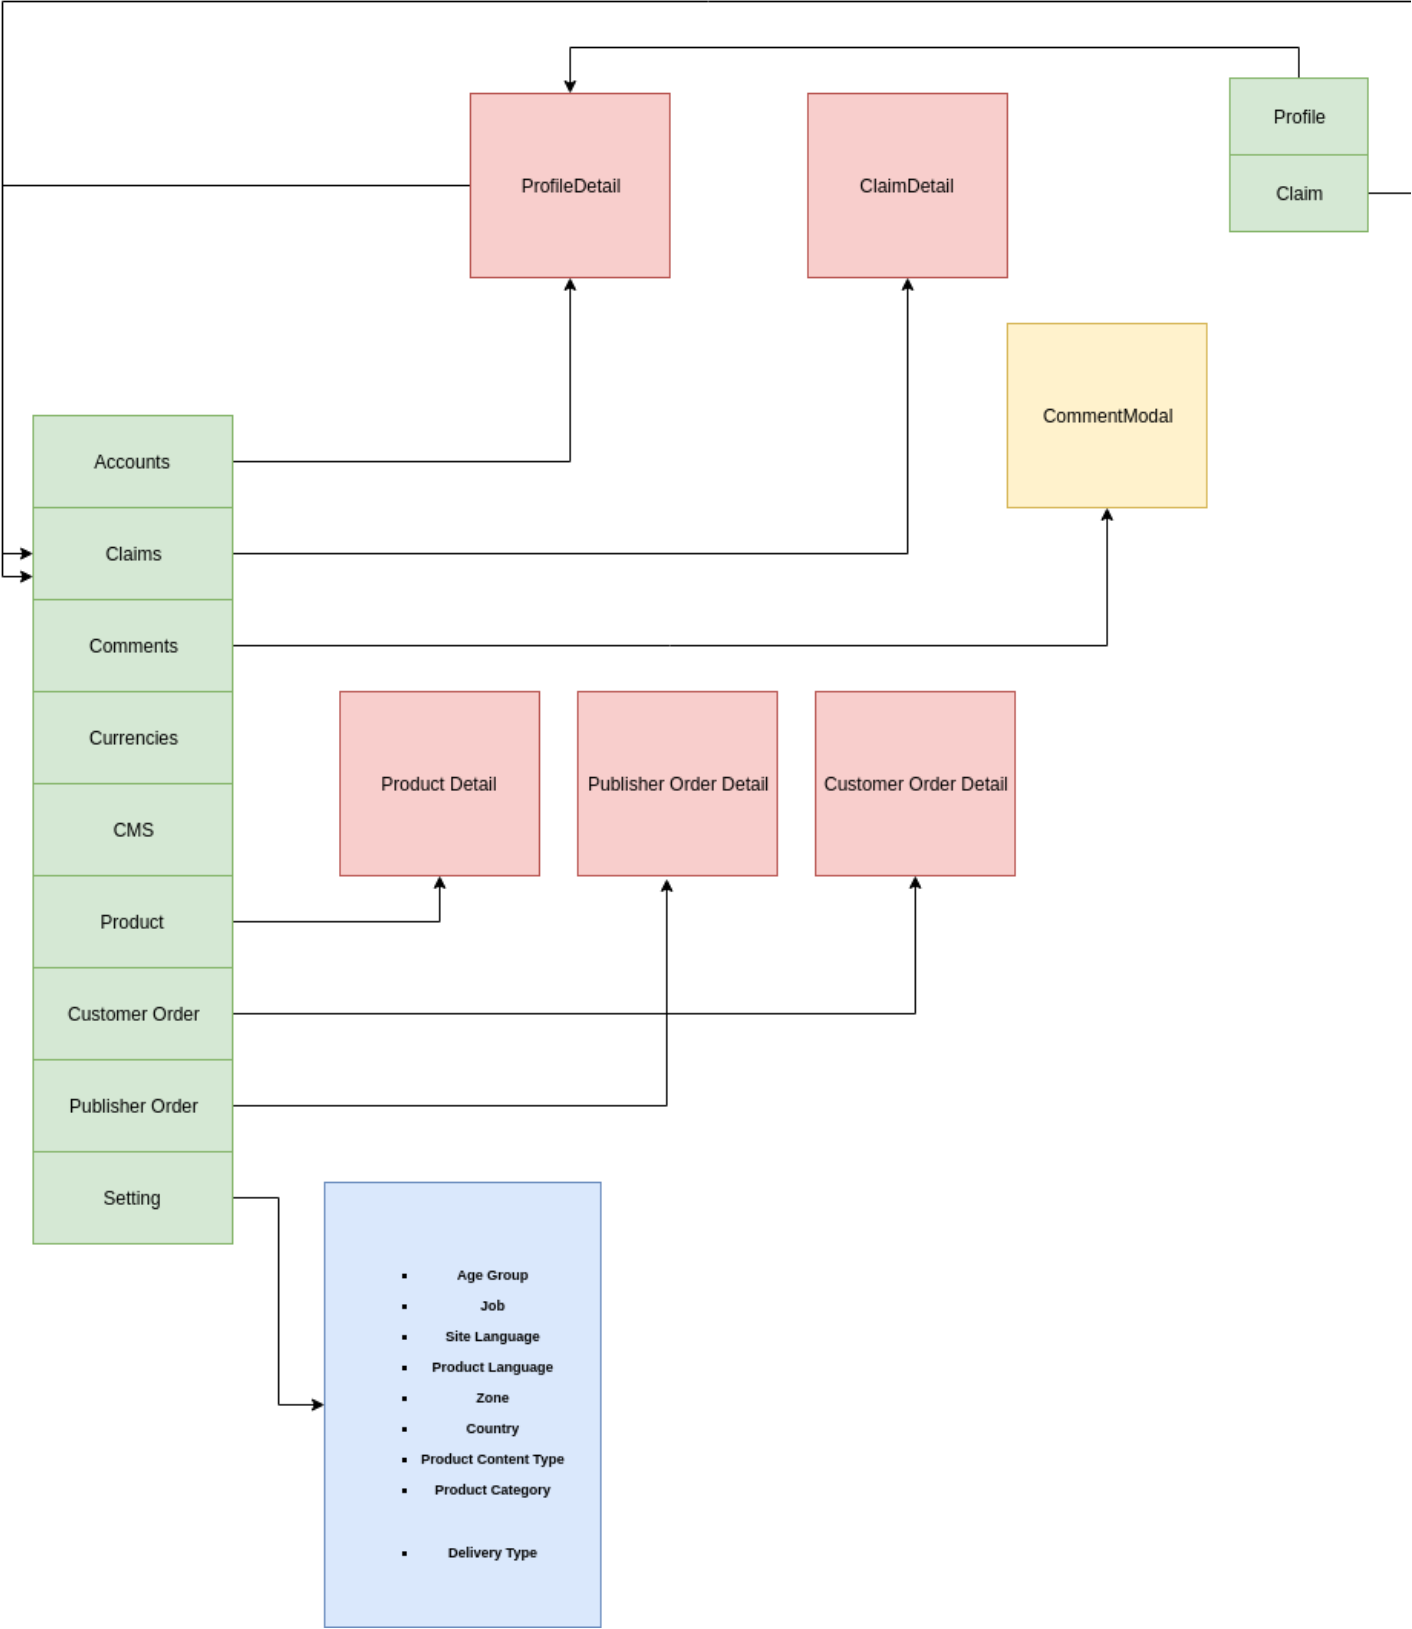 Profile
ProfileDetail
ClaimDetail
Claim
CommentModal
Accounts
Claims
Comments
Currencies
Product Detail
Publisher Order Detail
Customer Order Detail
CMS
Product
Customer Order
Publisher Order
Setting
Age Group
Job
Site Language
Product Language
Zone
Country
Product Content Type
Product Category
Delivery Type